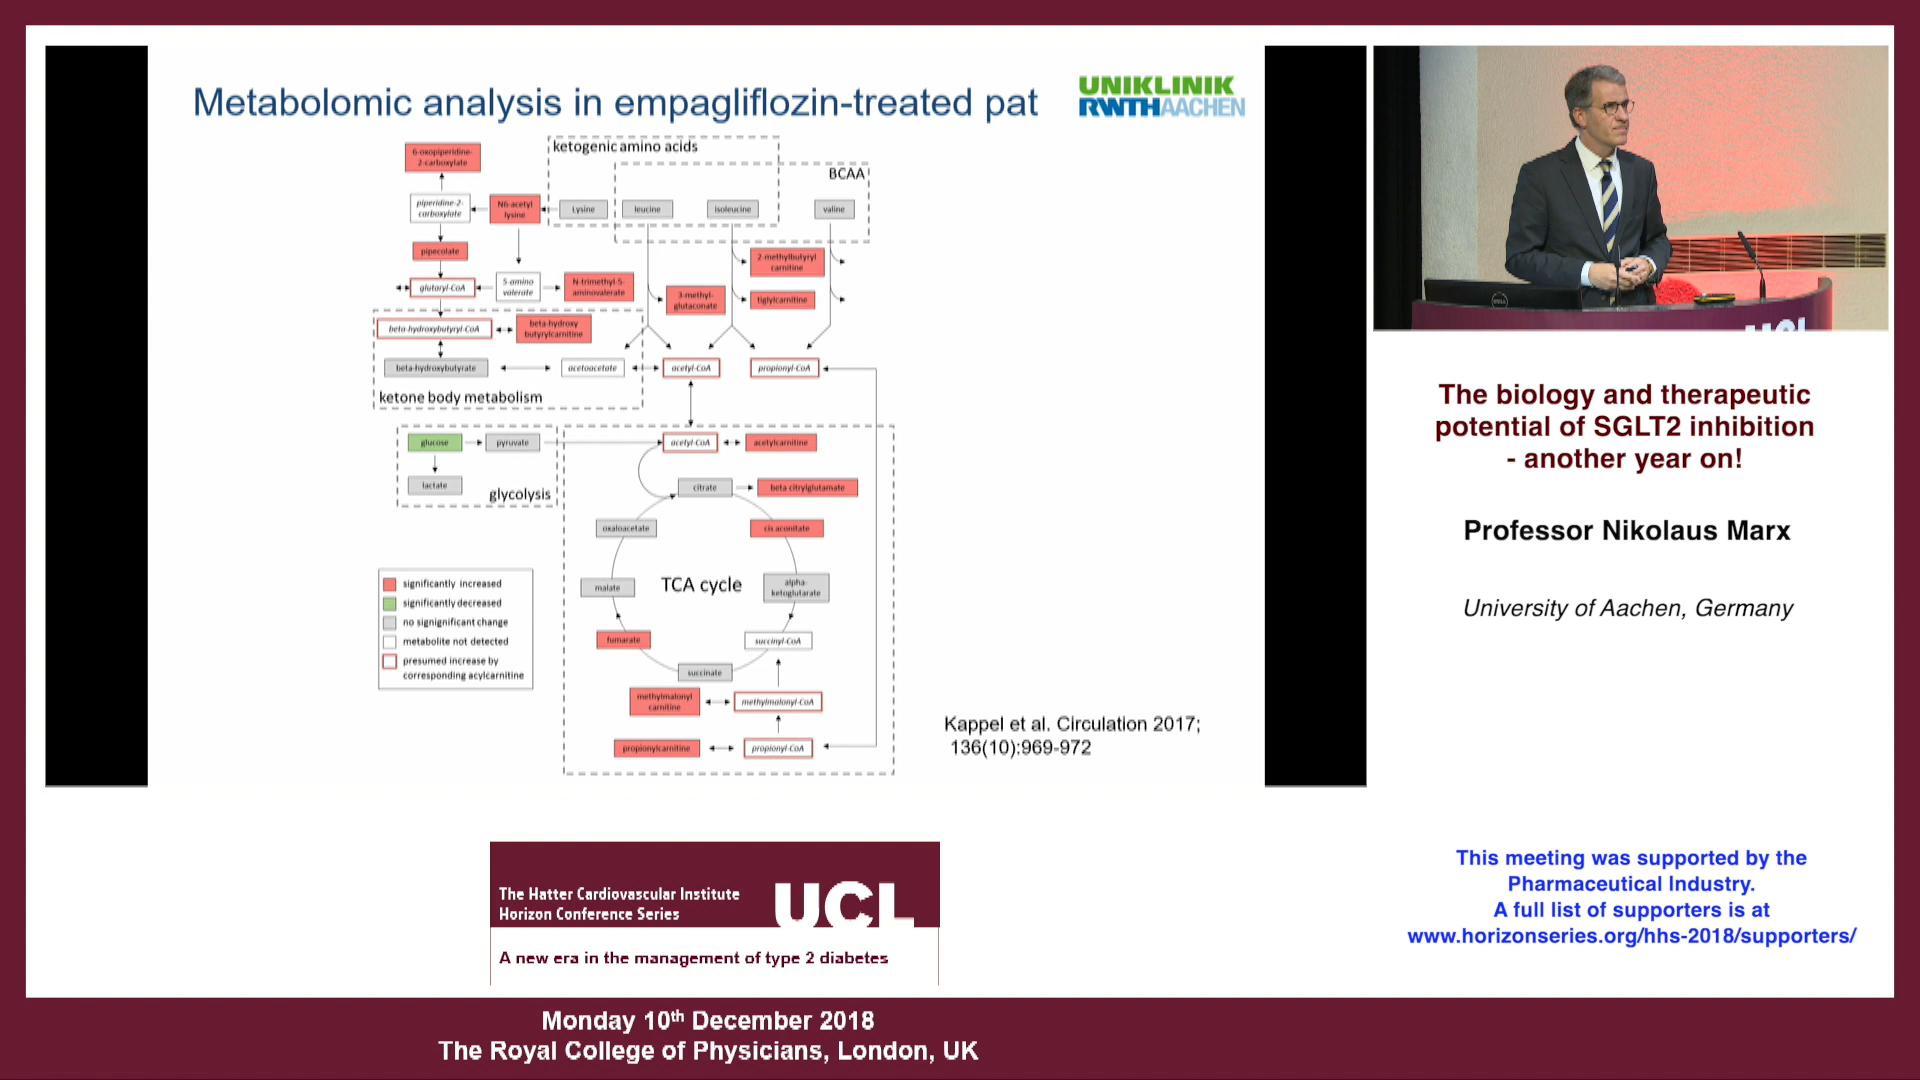 Metabolomic analysis in empagliflozin-treated pat
UNIKLINIK
RWTHAACHEN
ketogenic amino acids
BCAA
6-oxopiperidine-
2-carboxylate
piperidine-2-
carboxylate
N6-acetyl
lysine
Lysine
leucine
isoleucine
valine
pipecolate
2-methylbutyryl
carnitine
glutaryl-CoA
5-amino
valerate
N-trimethyl-5-
aminovalerate
3-methyl-
glutaconate
tiglylcarnitine
beta-hydroxybutyryl-CoA
beta-hydroxy
butyrylcarnitine
beta-hydroxybutyrate
acetoacetate
acetyl-CoA
propionyl-CoA
ketone body metabolism
glucose
pyruvate
acetyl-CoA
acetylcarnitine
lactate
glycolysis
citrate
beta citrylglutamate
oxaloacetate
cis aconitate
malate
TCA cycle
alpha-
ketoglutarate
fumarate
succinyl-CoA
succinate
methylmalonyl
carnitine
methylmalonyl-CoA
propionylcarnitine
propionyl-CoA
significantly increased
significantly decreased
no signignificant change
metabolite not detected
presumed increase by
corresponding acylcarnitine
Kappel et al. Circulation 2017;
136(10):969-972
DELL
UCL
The biology and therapeutic
potential of SGLT2 inhibition
- another year on!
Professor Nikolaus Marx
University of Aachen, Germany
This meeting was supported by the
Pharmaceutical Industry.
A full list of supporters is at
www.horizonseries.org/hhs-2018/supporters/
The Hatter Cardiovascular Institute
Horizon Conference Series
UCL
A new era in the management of type 2 diabetes
Monday 10th December 2018
The Royal College of Physicians, London, UK